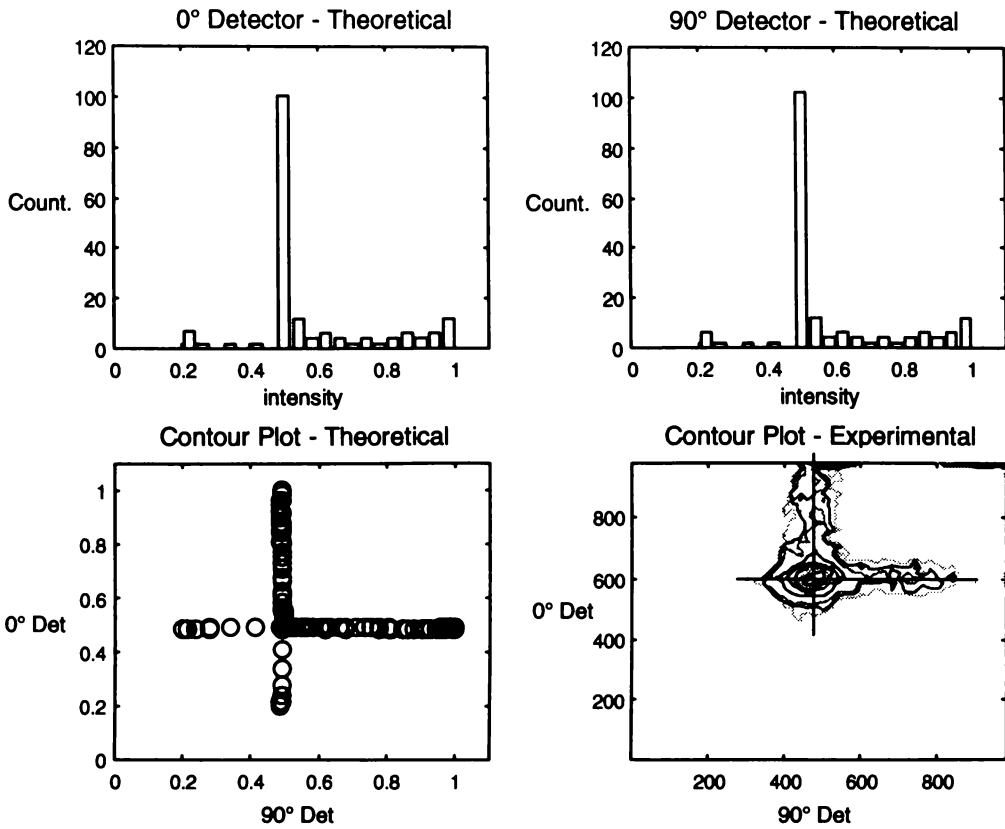 0° Detector - Theoretical
120
100
80
60
40
20
0
Count.
0 0.2 0.4 0.6 0.8 1
intensity
90° Detector - Theoretical
120
100
80
60
40
20
0
Count.
0 0.2 0.4 0.6 0.8 1
intensity
Contour Plot - Theoretical
1
0.8
0.6
0.4
0.2
0
0° Det
0 0.2 0.4 0.6 0.8 1
90° Det
Contour Plot - Experimental
800
600
400
200
0° Det
200 400 600 800
90° Det